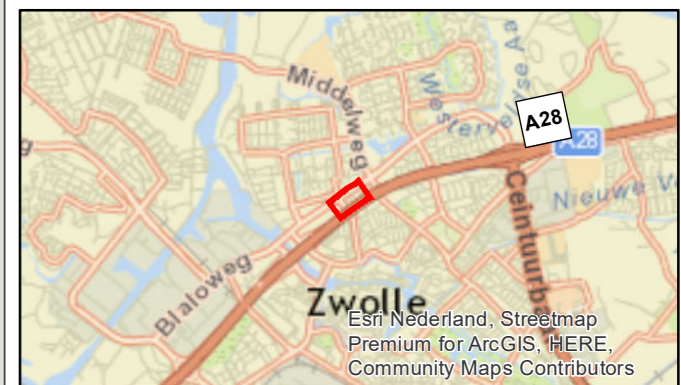 Middelweg
Westerveldse Aa
A28
A28
Nieuwe Ve
Ceintuurba
Blaloweg
Zwolle
Esri Nederland, Streetmap
Premium for ArcGIS, HERE,
Community Maps Contributors